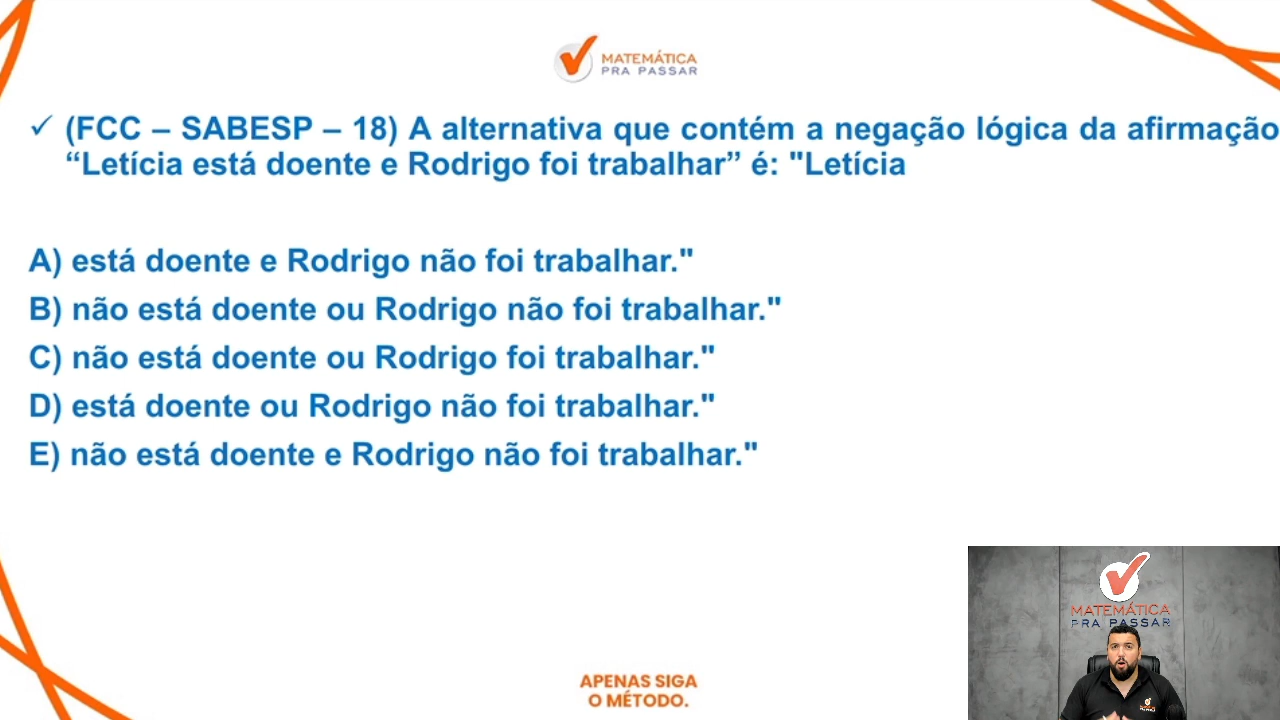 MATEMÁTICA
PRA PASSAR
✓ (FCC – SABESP – 18) A alternativa que contém a negação lógica da afirmação
“Letícia está doente e Rodrigo foi trabalhar” é: "Letícia
A) está doente e Rodrigo não foi trabalhar."
B) não está doente ou Rodrigo não foi trabalhar."
C) não está doente ou Rodrigo foi trabalhar."
D) está doente ou Rodrigo não foi trabalhar."
E) não está doente e Rodrigo não foi trabalhar."
MATEMÁTICA
PRA PASSAR
APENAS SIGA
O MÉTODO.